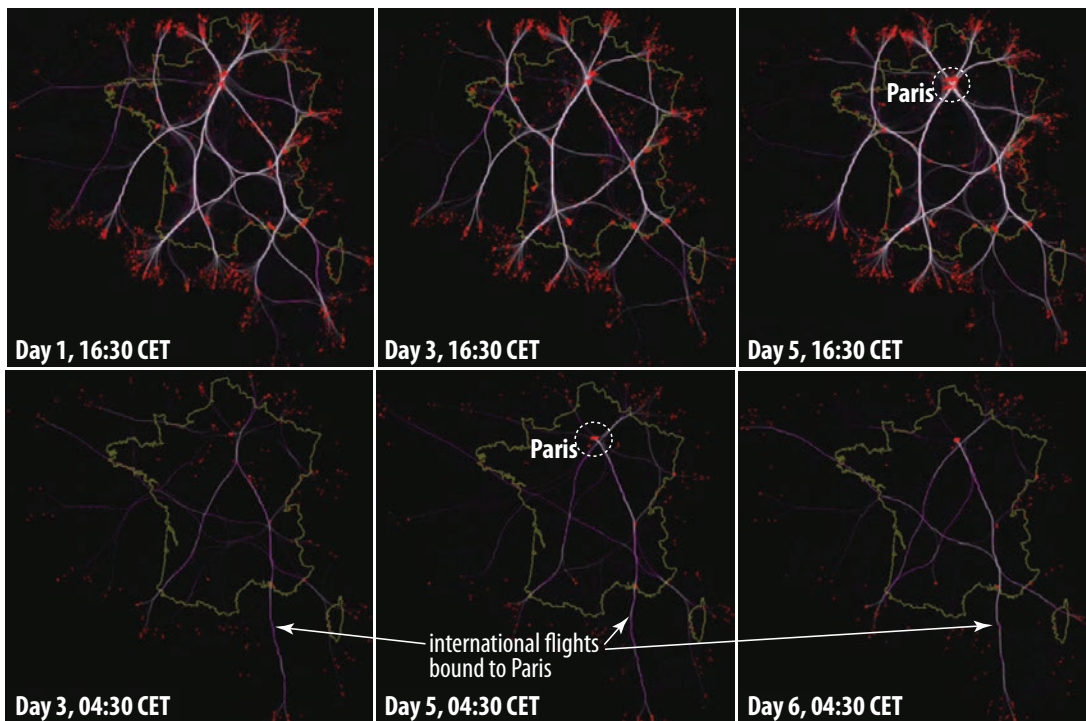 Paris
Day 1, 16:30 CET
Day 3, 16:30 CET
Day 5, 16:30 CET
Paris
international flights
bound to Paris
Day 3, 04:30 CET
Day 5, 04:30 CET
Day 6, 04:30 CET